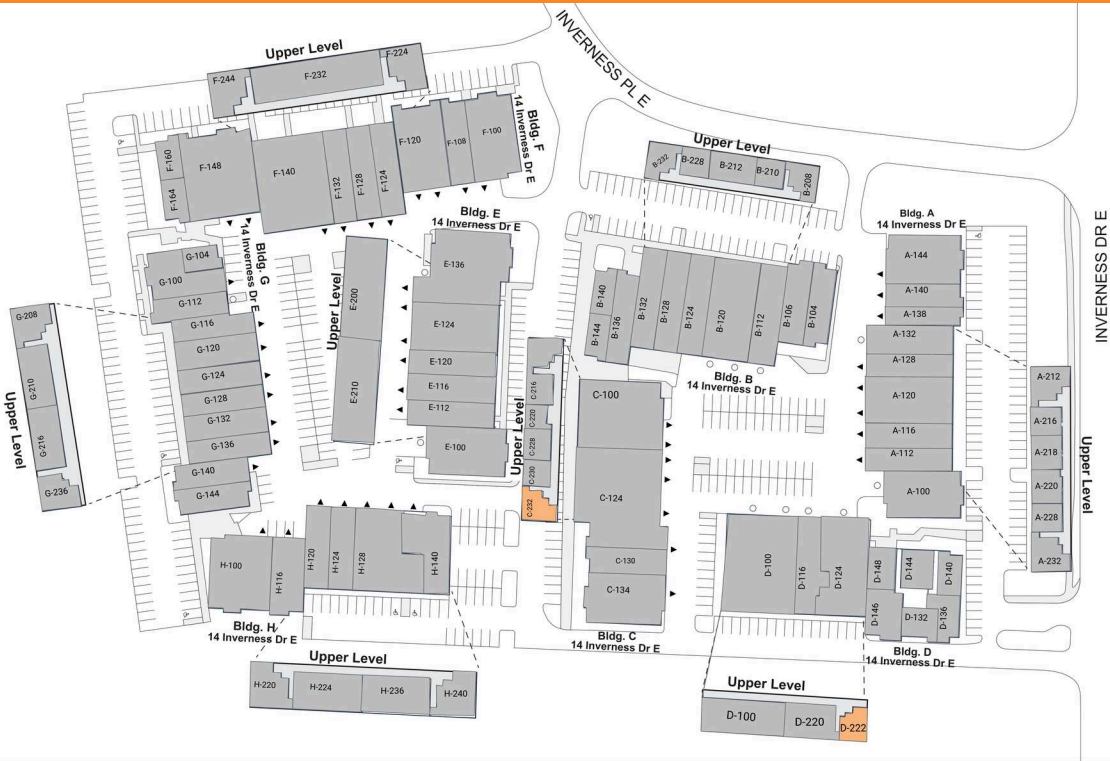 INVERNESS PL E
INVERNESS DR E
Upper Level
F-244
F-232
F-224
Bldg. F
14 Inverness Dr E
F-160
F-164
F-148
F-140
F-132
F-128
F-124
F-120
F-108
F-100
Upper Level
B-232
B-228
B-212
B-210
B-208
Bldg. E
14 Inverness Dr E
E-136
E-124
E-120
E-116
E-112
E-100
Upper Level
E-200
E-210
Bldg. G
14 Inverness Dr E
G-104
G-100
G-112
G-116
G-120
G-124
G-128
G-132
G-136
G-140
G-144
Upper Level
G-208
G-210
G-216
G-236
B-140
B-144
B-136
B-132
B-128
B-124
B-120
B-112
B-106
B-104
Bldg. B
14 Inverness Dr E
Bldg. A
14 Inverness Dr E
A-144
A-140
A-138
A-132
A-128
A-120
A-116
A-112
A-100
Upper Level
A-212
A-216
A-218
A-220
A-228
A-232
Upper Level
C-216
C-220
C-228
C-230
C-232
C-100
C-124
C-130
C-134
Bldg. C
14 Inverness Dr E
H-100
H-116
H-120
H-124
H-128
H-140
Bldg. H
14 Inverness Dr E
Upper Level
H-220
H-224
H-236
H-240
D-100
D-116
D-124
D-148
D-144
D-140
D-146
D-132
D-136
Bldg. D
14 Inverness Dr E
Upper Level
D-100
D-220
D-222